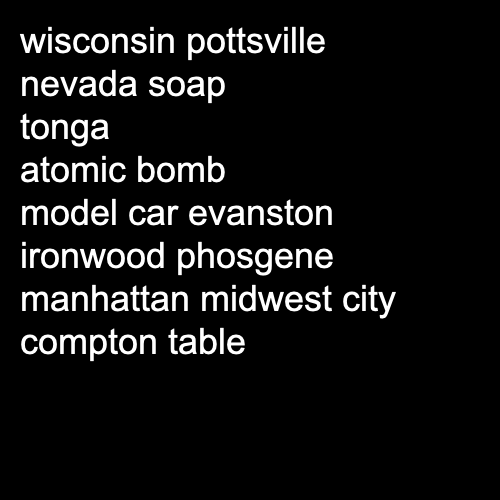 wisconsin pottsville
nevada soap
tonga
atomic bomb
model car evanston
ironwood phosgene
manhattan midwest city
compton table